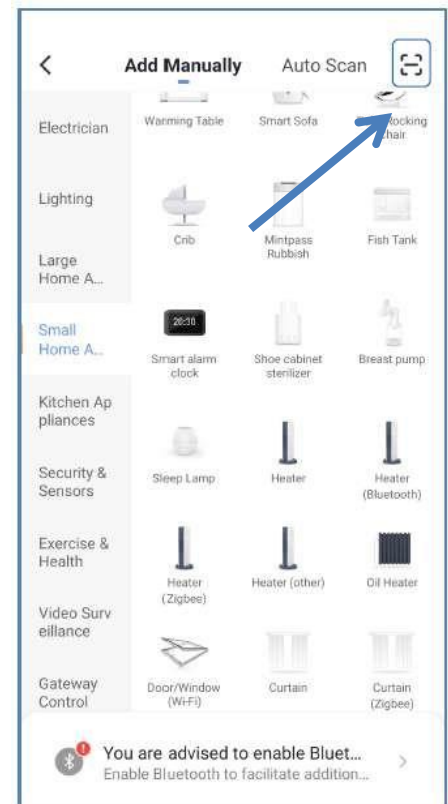 Add Manually Auto Scan
Electrician
Lighting
Large
Home A...
Small
Home A...
Kitchen Ap
pliances
Security &
Sensors
Exercise &
Health
Video Surv
eillance
Gateway
Control
Warming Table Smart Sofa Rocking
hair
Crib Mintpass Fish Tank
Rubbish
20:30
Smart alarm Shoe cabinet Breast pump
clock sterilizer
Sleep Lamp Heater Heater
(Bluetooth)
Heater Heater (other) Oil Heater
(Zigbee)
Door/Window Curtain Curtain
(Wi-Fi) (Zigbee)
You are advised to enable Bluet...
Enable Bluetooth to facilitate addition...